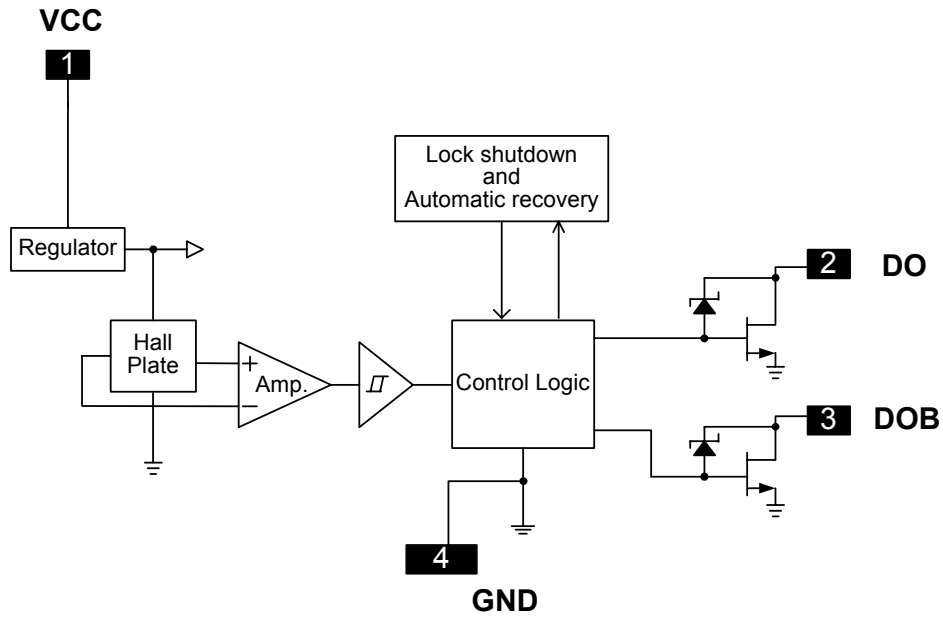 VCC
1
Lock shutdown
and
Automatic recovery
Regulator
2 DO
Hall
Plate
+
Amp.
−
Control Logic
3 DOB
4
GND